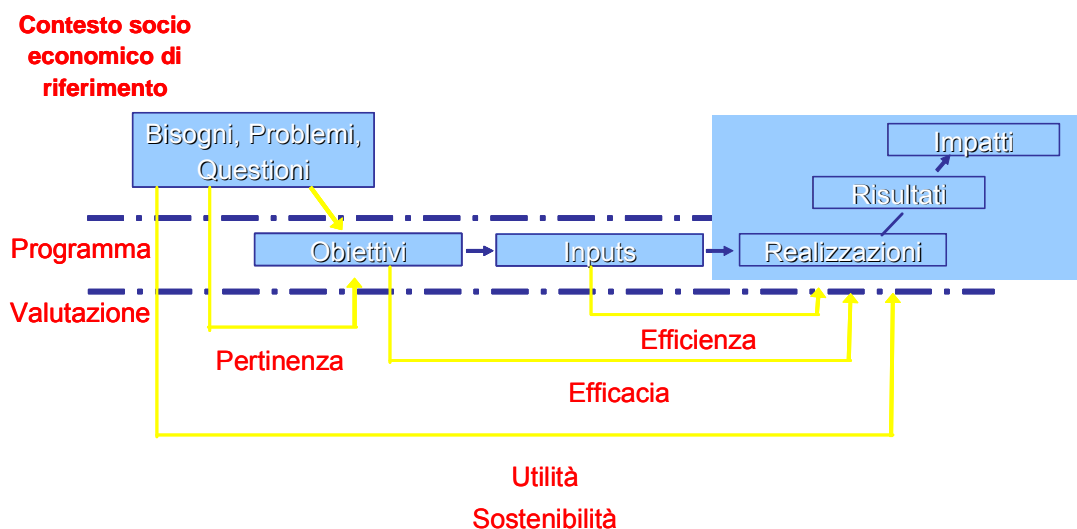 Contesto socio
economico di
riferimento
Bisogni, Problemi,
Questioni
Impatti
Risultati
Programma
Obiettivi
Inputs
Realizzazioni
Valutazione
Efficienza
Pertinenza
Efficacia
Utilità
Sostenibilità